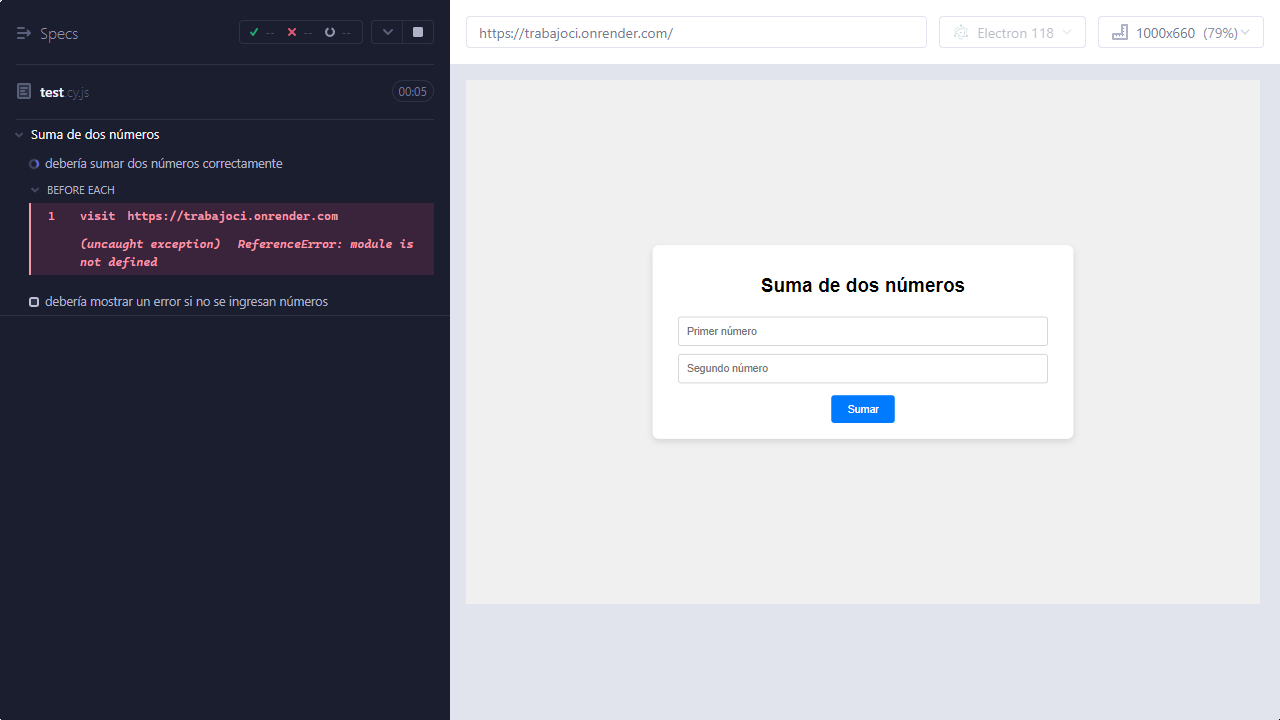 Specs
-- -- --
test.cy.js
00:05
Suma de dos números
debería sumar dos números correctamente
BEFORE EACH
1 visit https://trabajoci.onrender.com
(uncaught exception) ReferenceError: module is
not defined
debería mostrar un error si no se ingresan números
https://trabajoci.onrender.com/
Electron 118
1000x660 (79%)
Suma de dos números
Primer número
Segundo número
Sumar